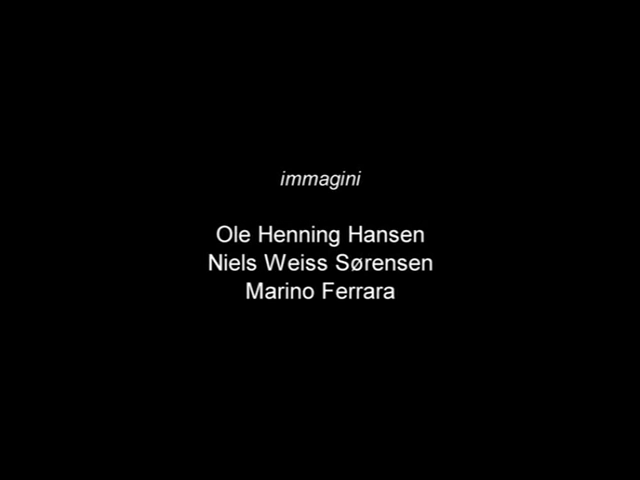 immagini
Ole Henning Hansen
Niels Weiss Sørensen
Marino Ferrara